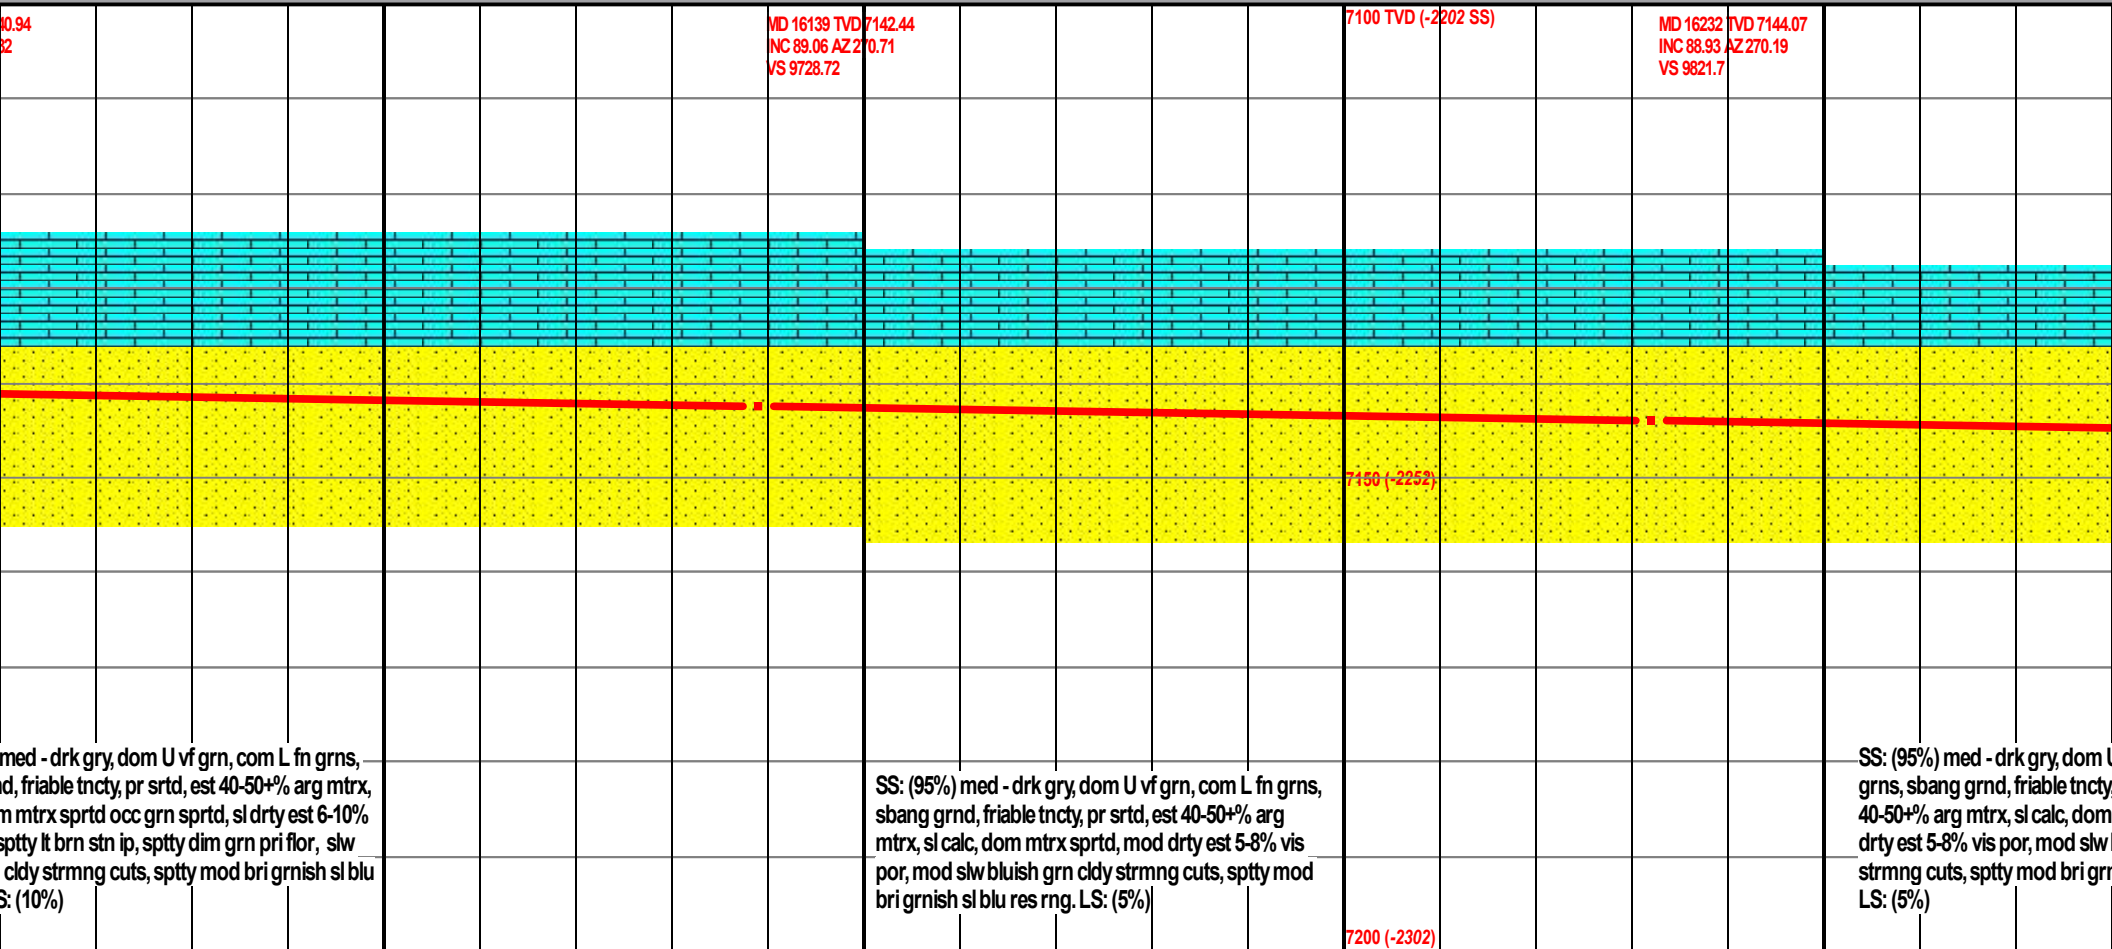 40.94
MD 16139 TVD 7142.44
INC 89.06 AZ 270.71
VS 9728.72
7100 TVD (-2202 SS)
MD 16232 TVD 7144.07
INC 88.93 AZ 270.19
VS 9821.7
7150 (-2252)
med - drk gry, dom U vf grn, com L fn grns,
friable tncty, pr srtd, est 40-50+% arg mtrx,
mtrx sprtd occ grn sprtd, sl drty est 6-10%
sptty lt brn stn ip, sptty dim grn pri flor, slw
cldy strmng cuts, sptty mod bri grnish sl blu
S: (10%)
SS: (95%) med - drk gry, dom U vf grn, com L fn grns,
sbang grnd, friable tncty, pr srtd, est 40-50+% arg
mtrx, sl calc, dom mtrx sprtd, mod drty est 5-8% vis
por, mod slw bluish grn cldy strmng cuts, sptty mod
bri grnish sl blu res rng. LS: (5%)
SS: (95%) med - drk gry, dom U
grns, sbang grnd, friable tncty,
40-50+% arg mtrx, sl calc, dom
drty est 5-8% vis por, mod slw
strmng cuts, sptty mod bri grn
LS: (5%)
7200 (-2302)